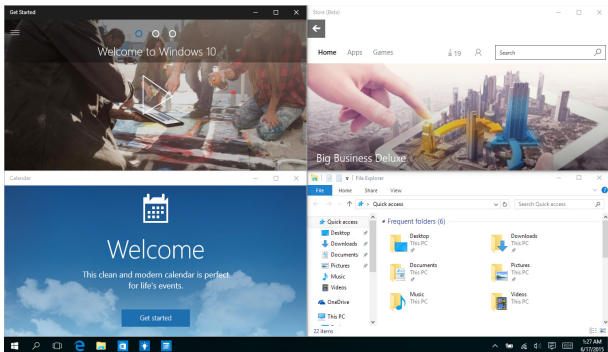 Get Started
Welcome to Windows 10
Store (Beta)
Home Apps Games 19 Search
Big Business Deluxe
Calendar
Welcome
This clean and modern calendar is perfect
for life's events.
Get started
File Explorer
File Home Share View
Quick access Search Quick access
Quick access
Desktop
Downloads
Documents
Pictures
Music
Videos
OneDrive
This PC
Frequent folders (6)
Desktop
This PC
Downloads
This PC
Documents
This PC
Pictures
This PC
Music
This PC
Videos
This PC
22 items
5:27 AM
6/17/2015